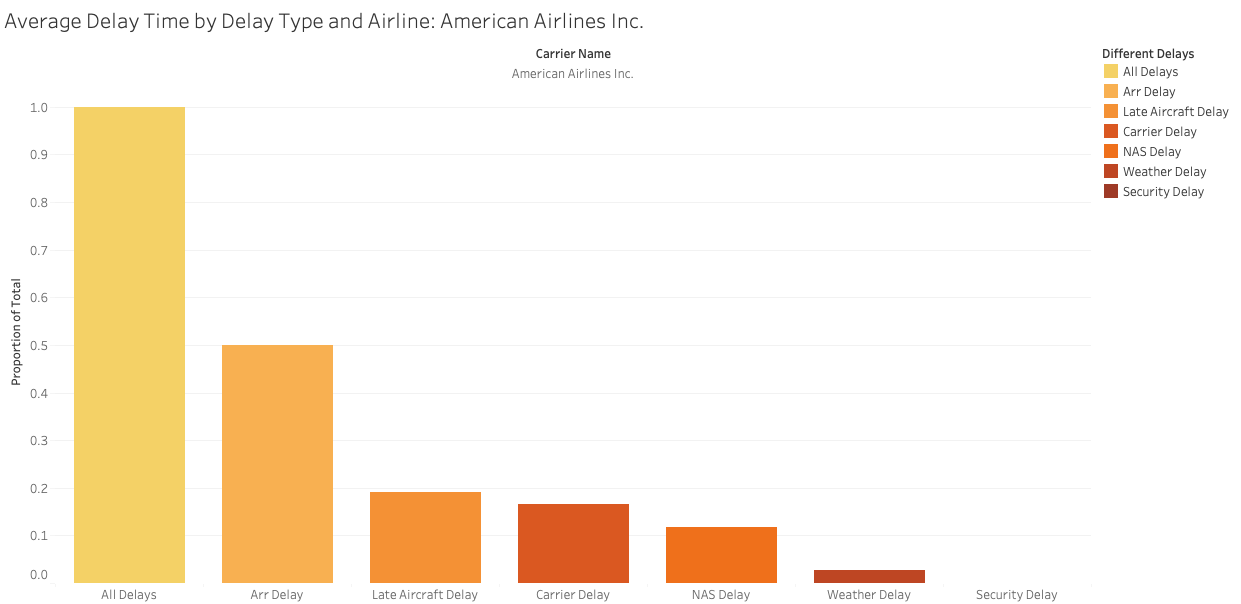 Average Delay Time by Delay Type and Airline: American Airlines Inc.
Carrier Name
American Airlines Inc.
Different Delays
All Delays
Arr Delay
Late Aircraft Delay
Carrier Delay
NAS Delay
Weather Delay
Security Delay
Proportion of Total
1.0
0.9
0.8
0.7
0.6
0.5
0.4
0.3
0.2
0.1
0.0
All Delays
Arr Delay
Late Aircraft Delay
Carrier Delay
NAS Delay
Weather Delay
Security Delay